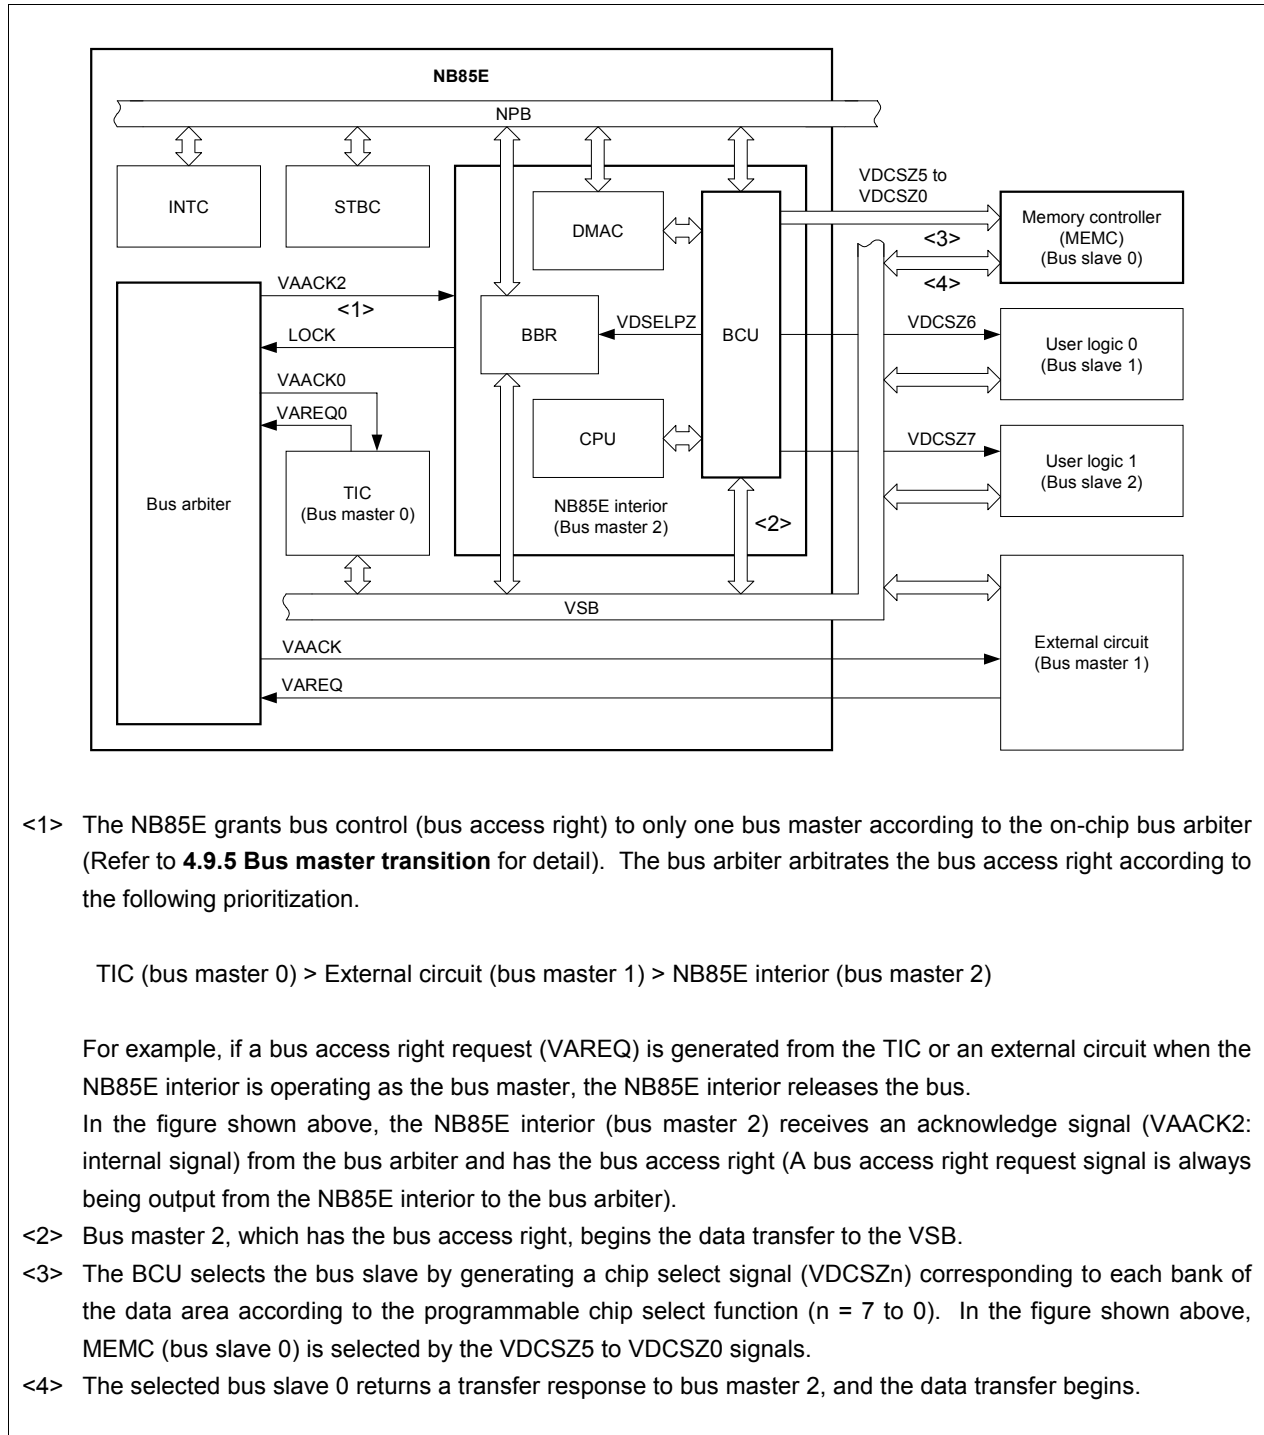 NB85E
NPB
INTC
STBC
DMAC
VDCSZ5 to
VDCSZ0
Memory controller
(MEMC)
(Bus slave 0)
<3>
<4>
VAACK2
<1>
LOCK
VAACK0
VAREQ0
BBR
VDSELPZ
BCU
VDCSZ6
User logic 0
(Bus slave 1)
CPU
VDCSZ7
User logic 1
(Bus slave 2)
Bus arbiter
TIC
(Bus master 0)
NB85E interior
(Bus master 2)
<2>
VSB
VAACK
VAREQ
External circuit
(Bus master 1)
<1> The NB85E grants bus control (bus access right) to only one bus master according to the on-chip bus arbiter
(Refer to 4.9.5 Bus master transition for detail). The bus arbiter arbitrates the bus access right according to
the following prioritization.
TIC (bus master 0) > External circuit (bus master 1) > NB85E interior (bus master 2)
For example, if a bus access right request (VAREQ) is generated from the TIC or an external circuit when the
NB85E interior is operating as the bus master, the NB85E interior releases the bus.
In the figure shown above, the NB85E interior (bus master 2) receives an acknowledge signal (VAACK2:
internal signal) from the bus arbiter and has the bus access right (A bus access right request signal is always
being output from the NB85E interior to the bus arbiter).
<2> Bus master 2, which has the bus access right, begins the data transfer to the VSB.
<3> The BCU selects the bus slave by generating a chip select signal (VDCSZn) corresponding to each bank of
the data area according to the programmable chip select function (n = 7 to 0). In the figure shown above,
MEMC (bus slave 0) is selected by the VDCSZ5 to VDCSZ0 signals.
<4> The selected bus slave 0 returns a transfer response to bus master 2, and the data transfer begins.